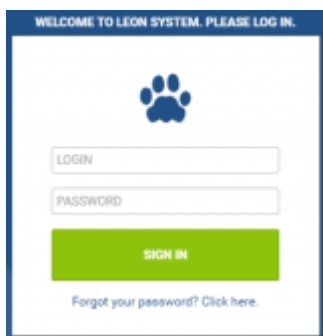 WELCOME TO LEON SYSTEM. PLEASE LOG IN.
LOGIN
PASSWORD
SIGN IN
Forgot your password? Click here.